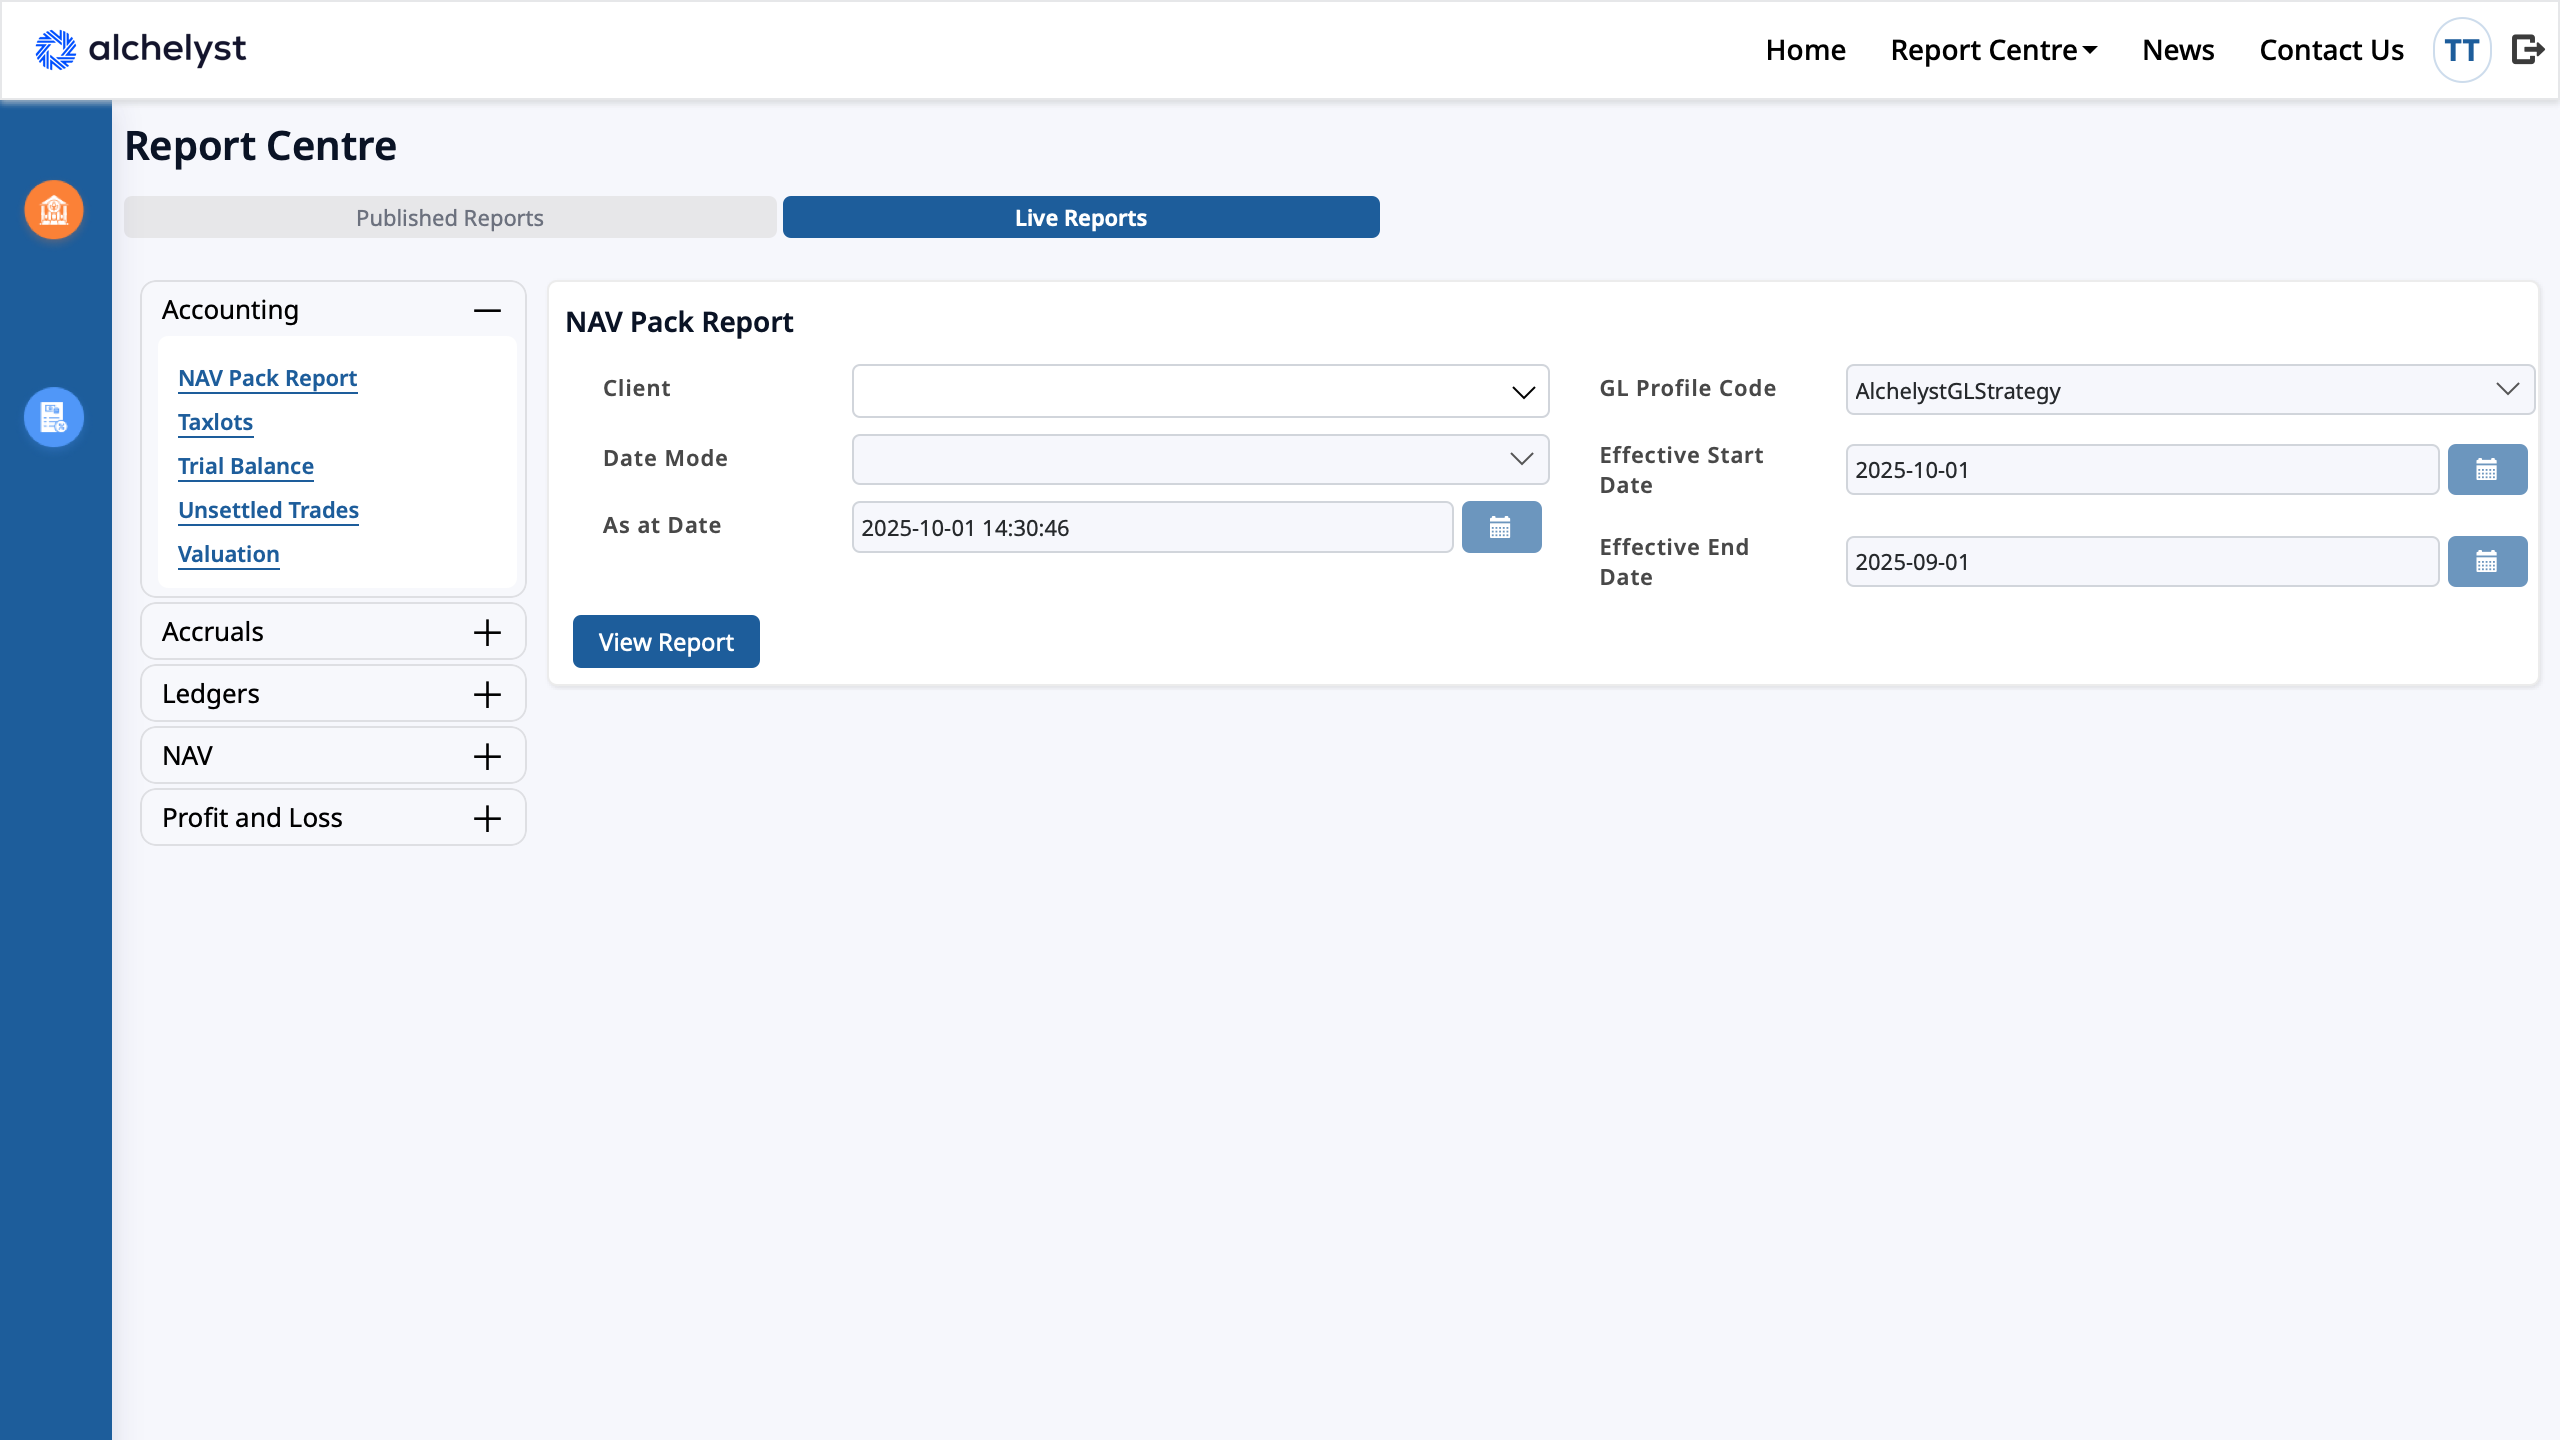 alchelyst
Home
Report Centre
News
Contact Us
TT
Report Centre
Published Reports
Live Reports
Accounting
NAV Pack Report
Taxlots
Trial Balance
Unsettled Trades
Valuation
Accruals
Ledgers
NAV
Profit and Loss
NAV Pack Report
Client
GL Profile Code
AlchelystGLStrategy
Date Mode
Effective Start
Date
2025-10-01
As at Date
2025-10-01 14:30:46
Effective End
Date
2025-09-01
View Report